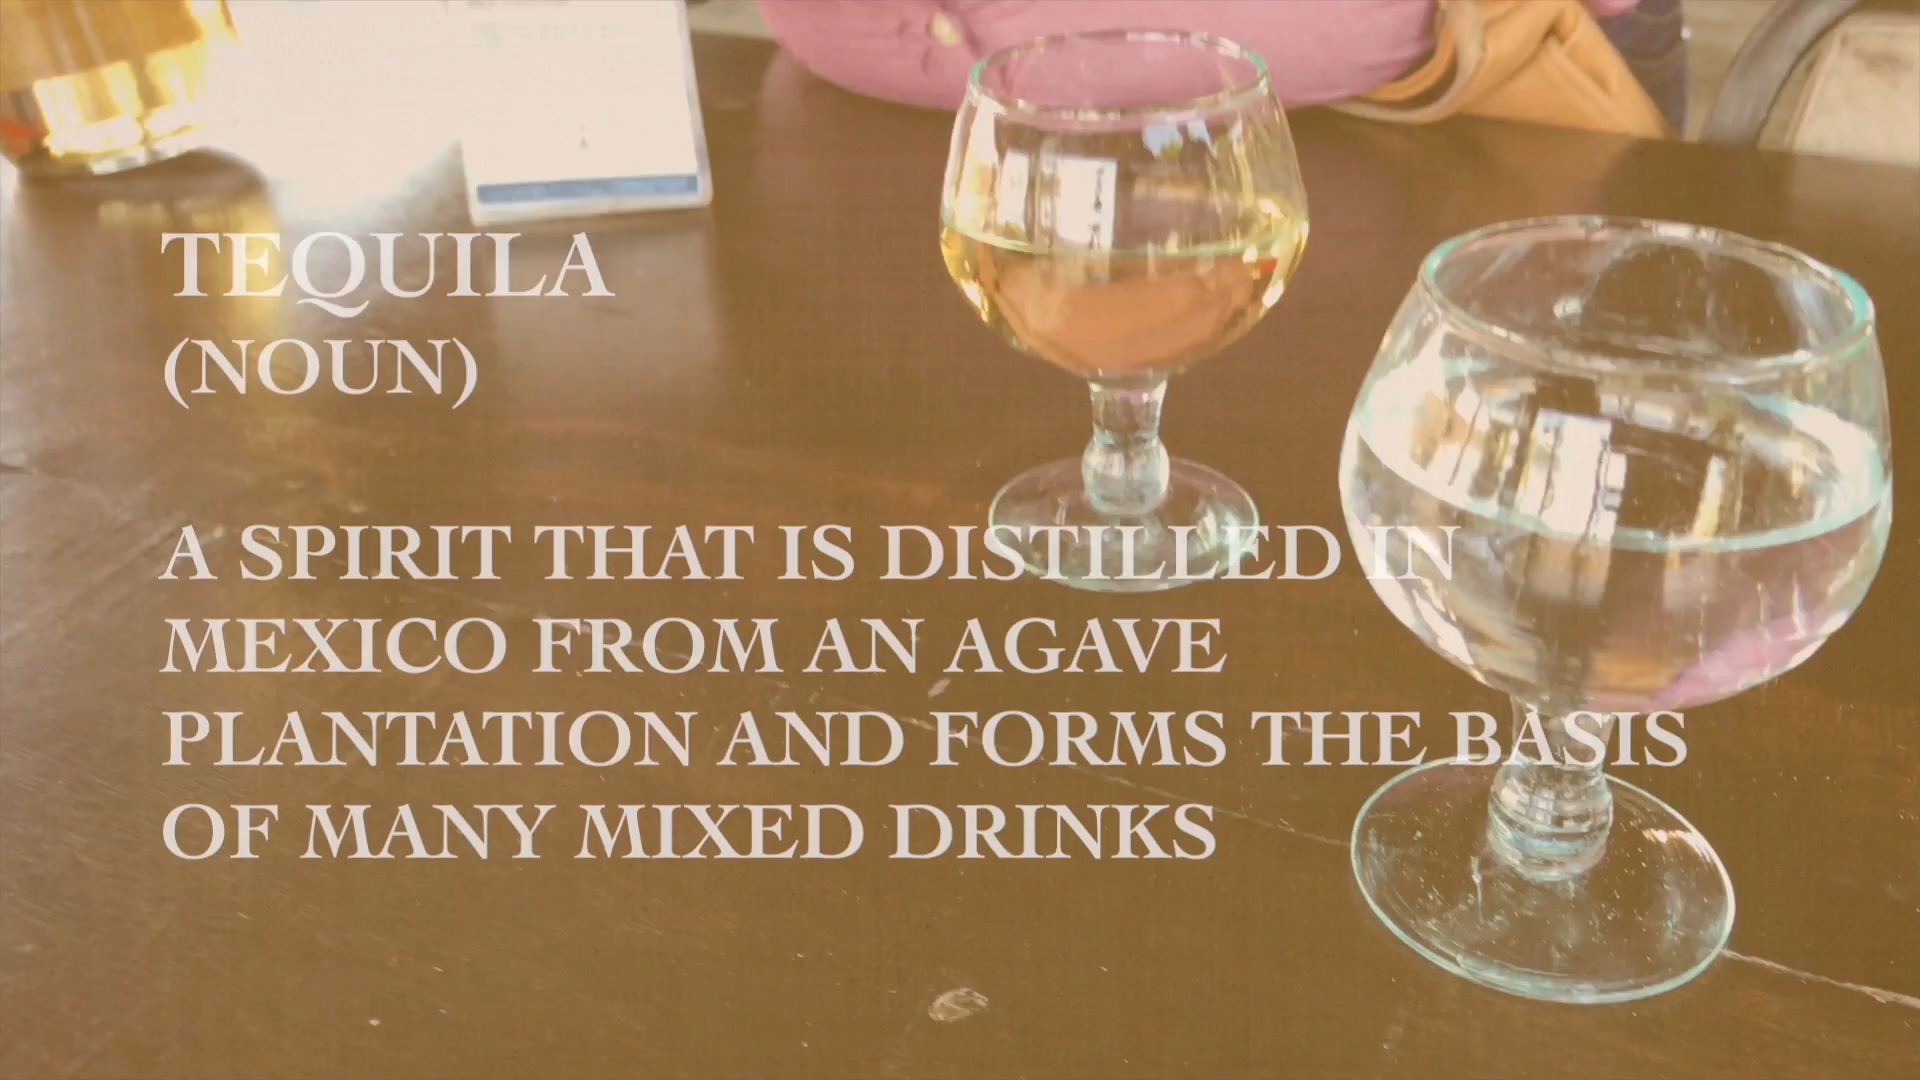 TEQUILA
(NOUN)
A SPIRIT THAT IS DISTILLED IN
MEXICO FROM AN AGAVE
PLANTATION AND FORMS THE BASIS
OF MANY MIXED DRINKS